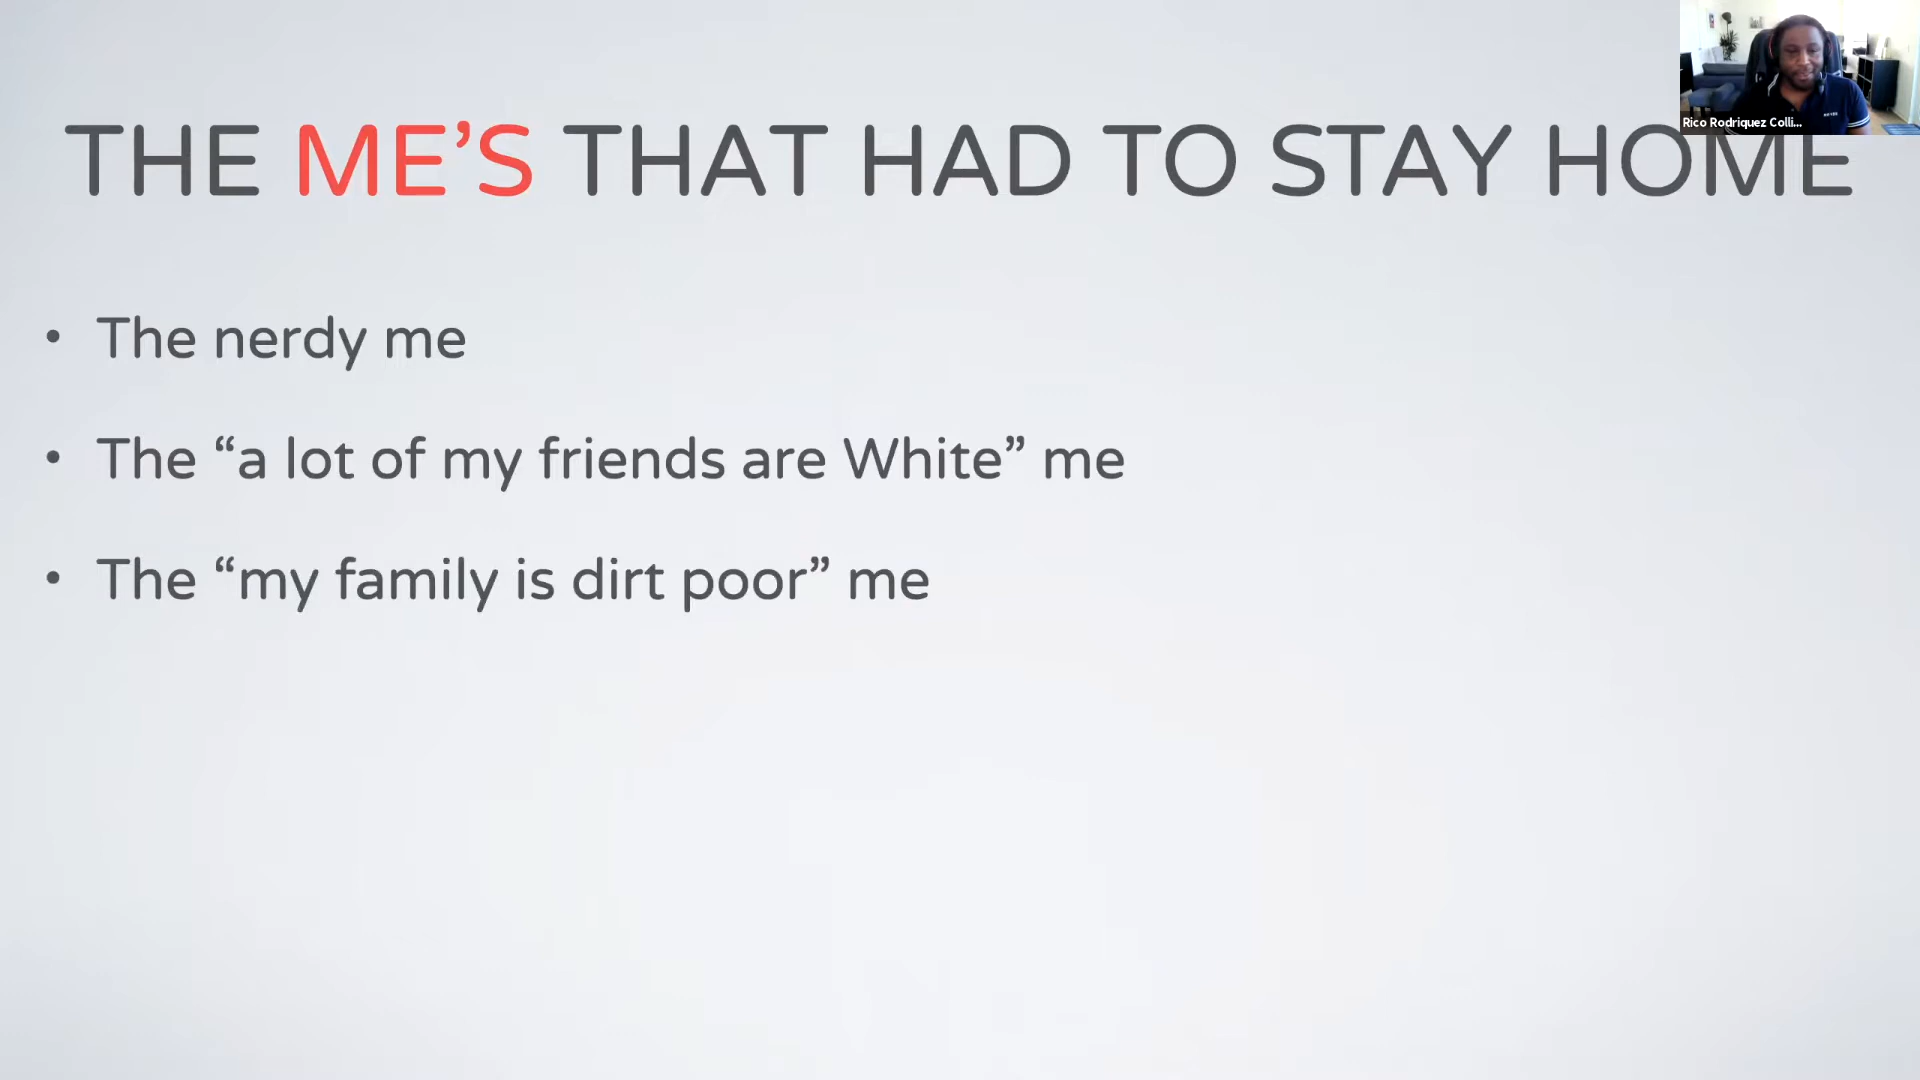 THE ME’S THAT HAD TO STAY HOME
Rico Rodriquez Colli...
• The nerdy me
• The “a lot of my friends are White” me
• The “my family is dirt poor” me